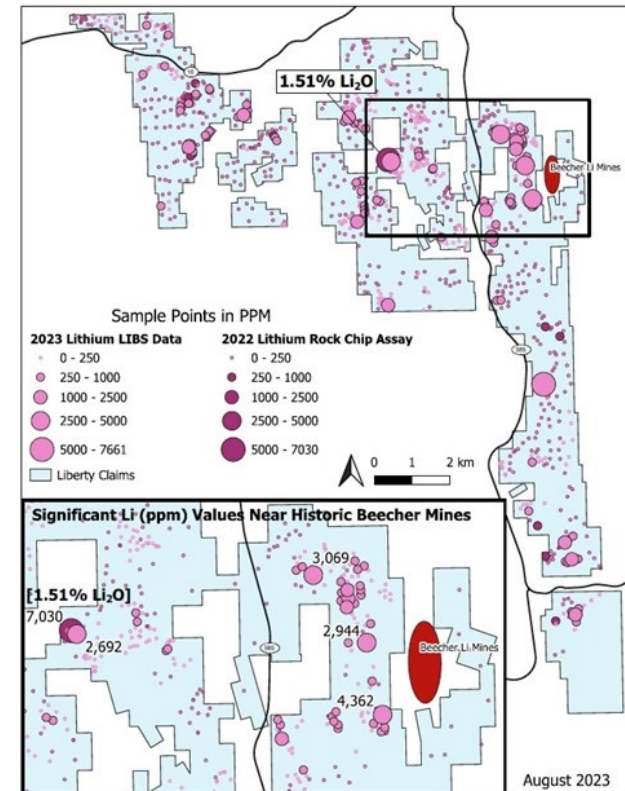 16
1.51% Li₂O
Beecher Li Mines
Sample Points in PPM
2023 Lithium LIBS Data
0 - 250
250 - 1000
1000 - 2500
2500 - 5000
5000 - 7661
Liberty Claims
2022 Lithium Rock Chip Assay
0 - 250
250 - 1000
1000 - 2500
2500 - 5000
5000 - 7030
385
0 1 2 km
Significant Li (ppm) Values Near Historic Beecher Mines
3,069
[1.51% Li₂O]
7,030
2,692
2,944
385
Beecher Li Mines
4,362
August 2023